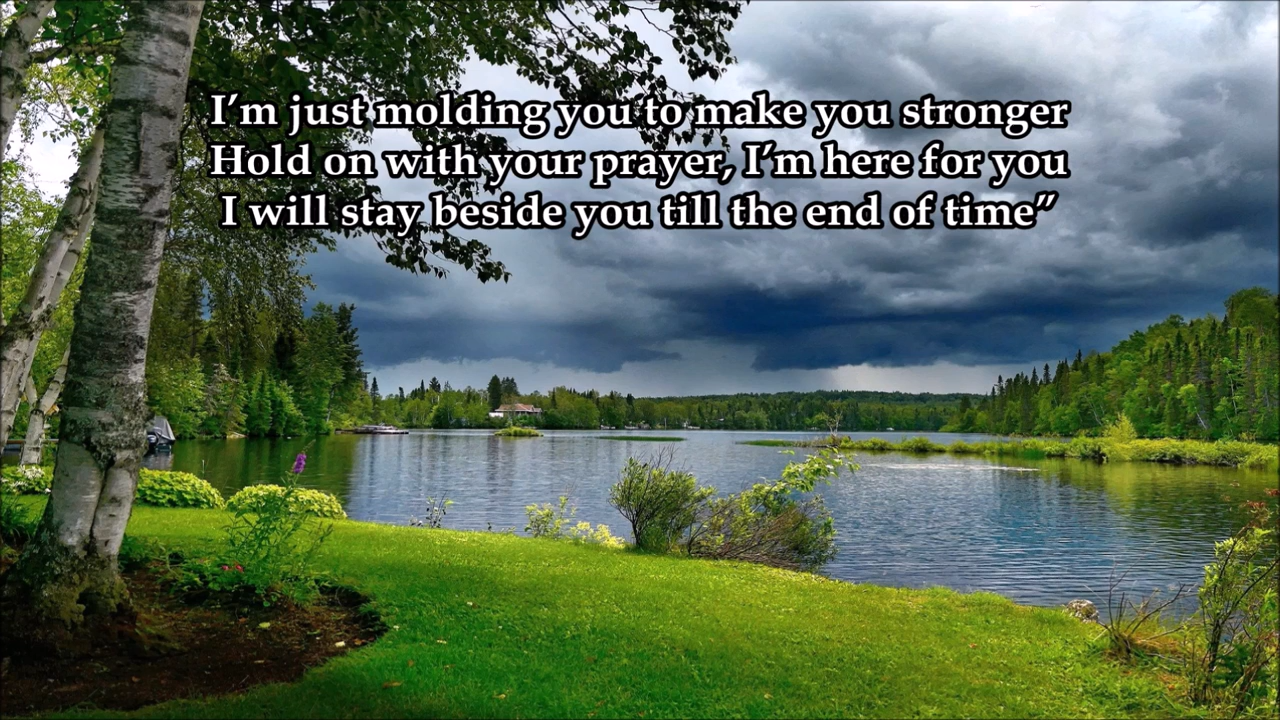 I’m just molding you to make you stronger
Hold on with your prayer, I’m here for you
I will stay beside you till the end of time”